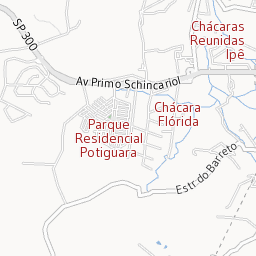 SP 300
Chácaras
Reunidas
Ipê
Av Primo Schincariol
Chácara
Flórida
Parque
Residencial
Potiguara
Estr. do Barreto